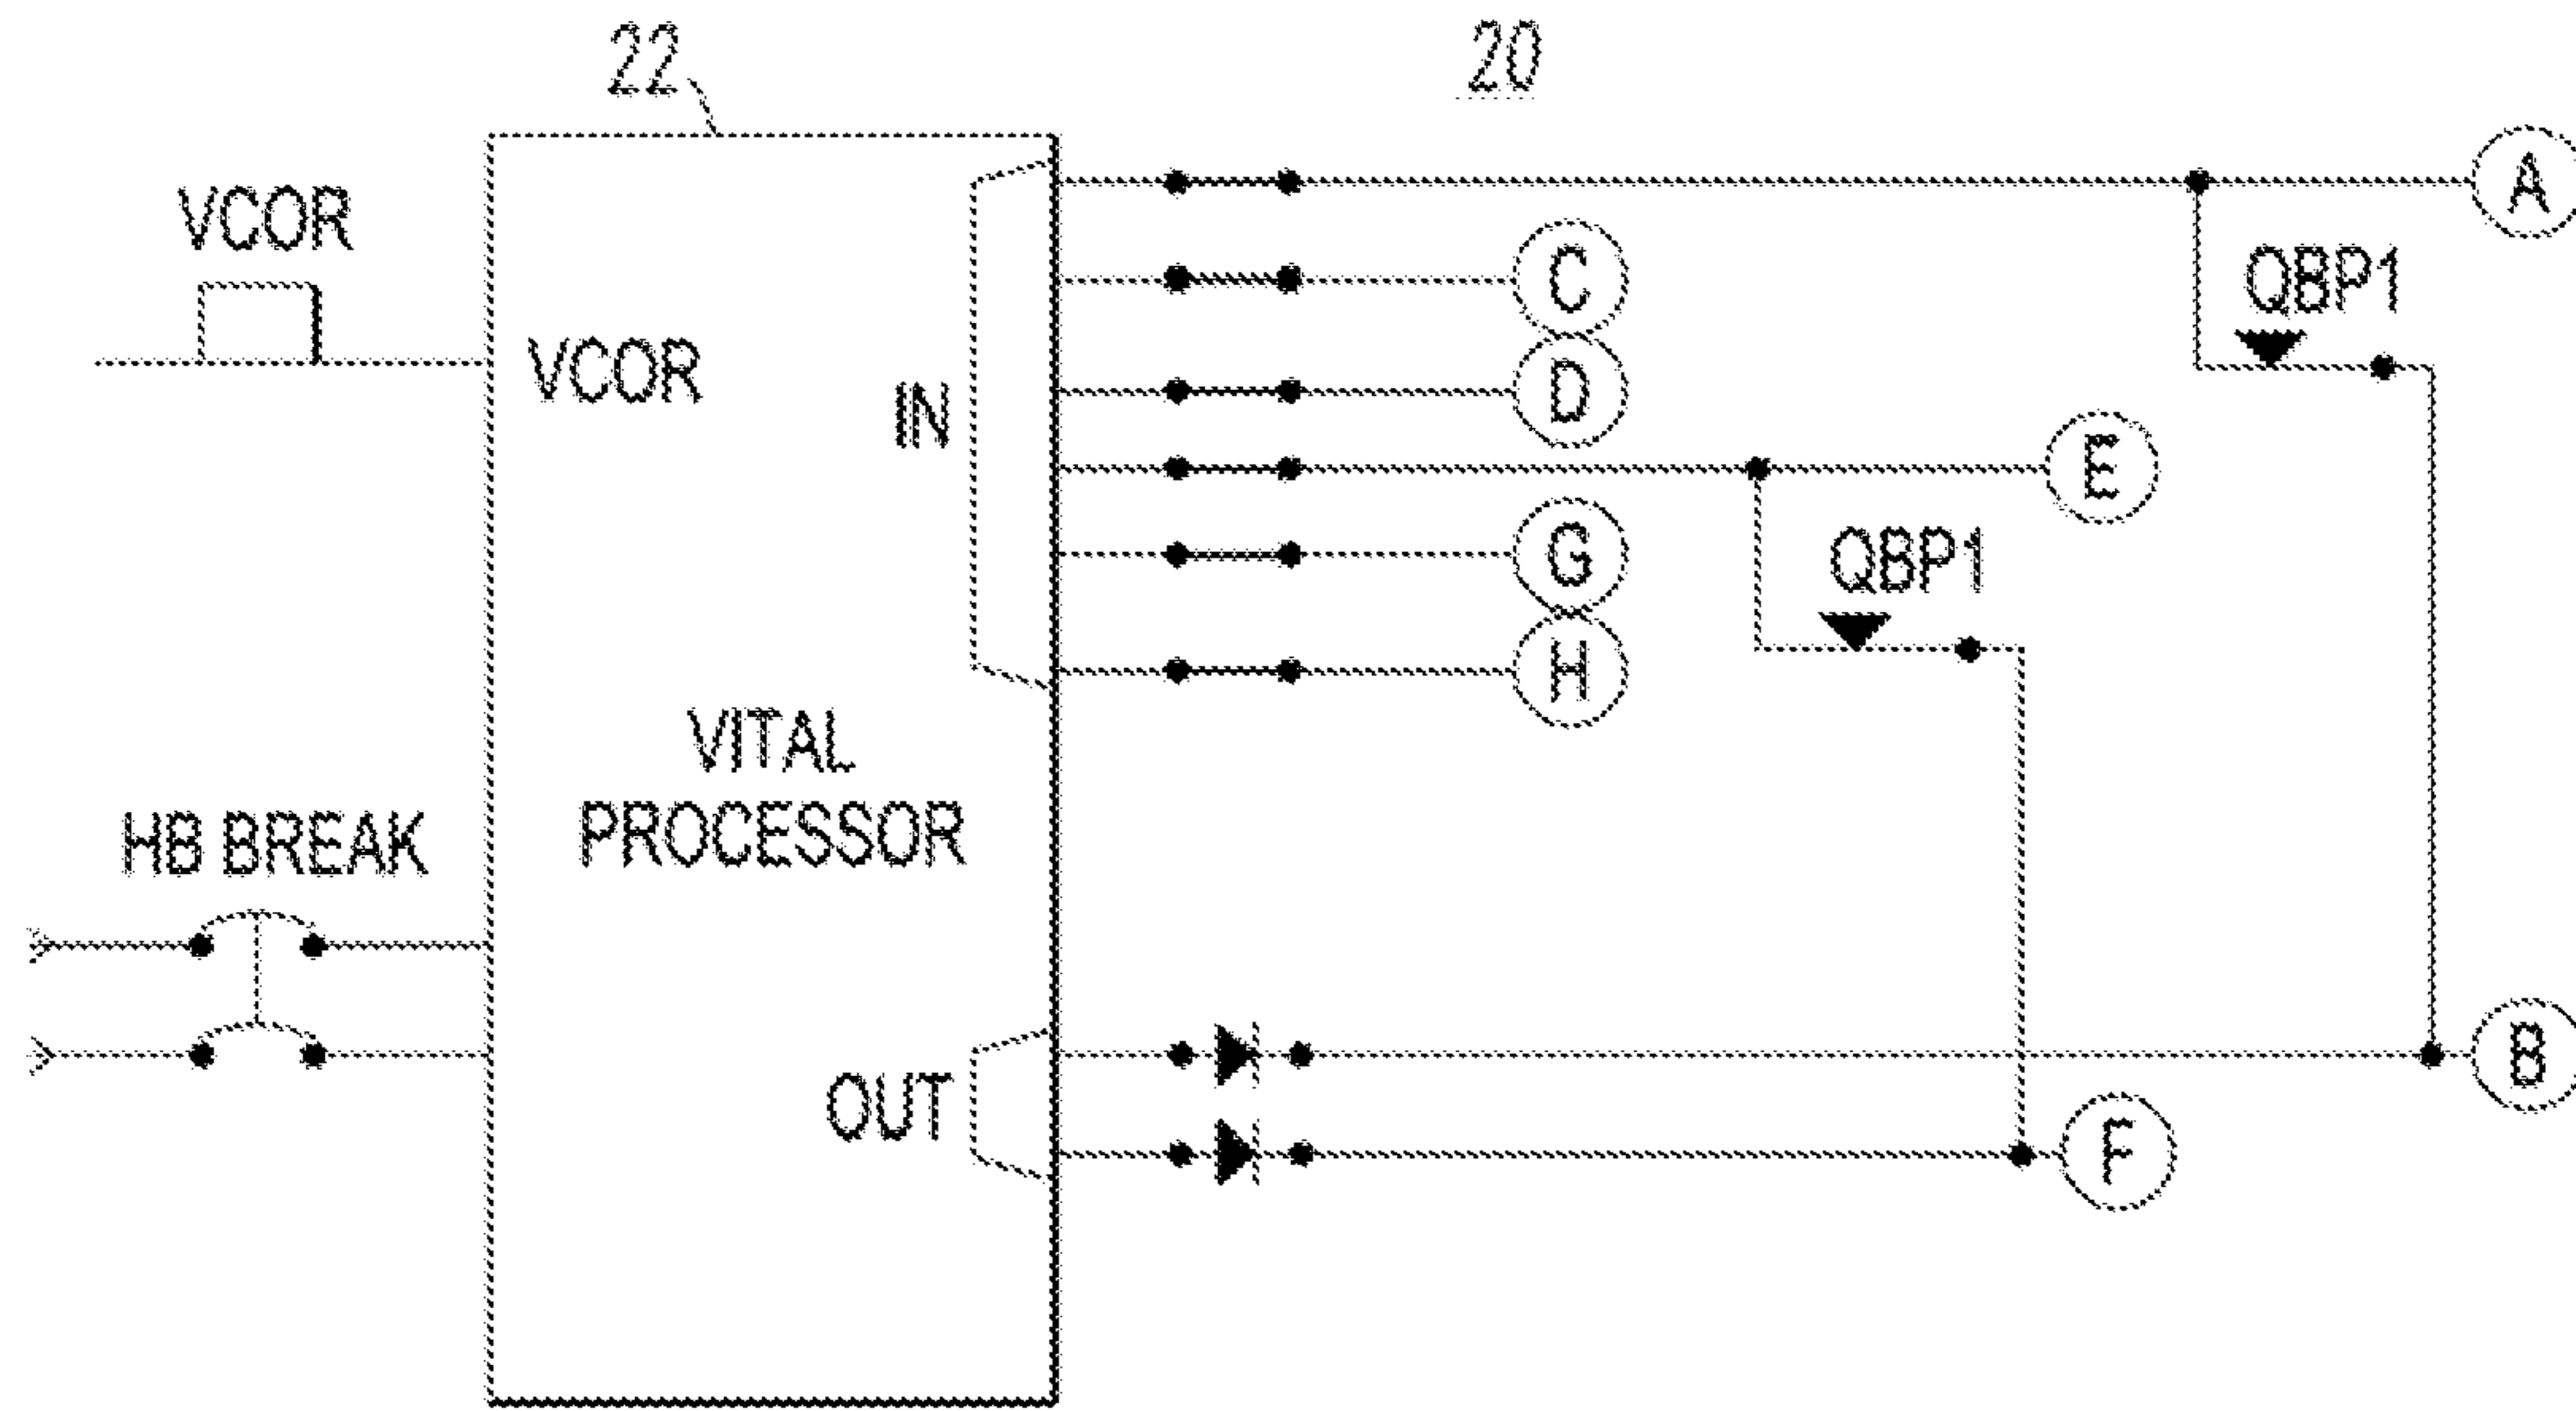 22
20
VCOR
VCOR
IN
A
QBP1
C
D
E
QBP1
G
H
VITAL
PROCESSOR
HB BREAK
OUT
B
F